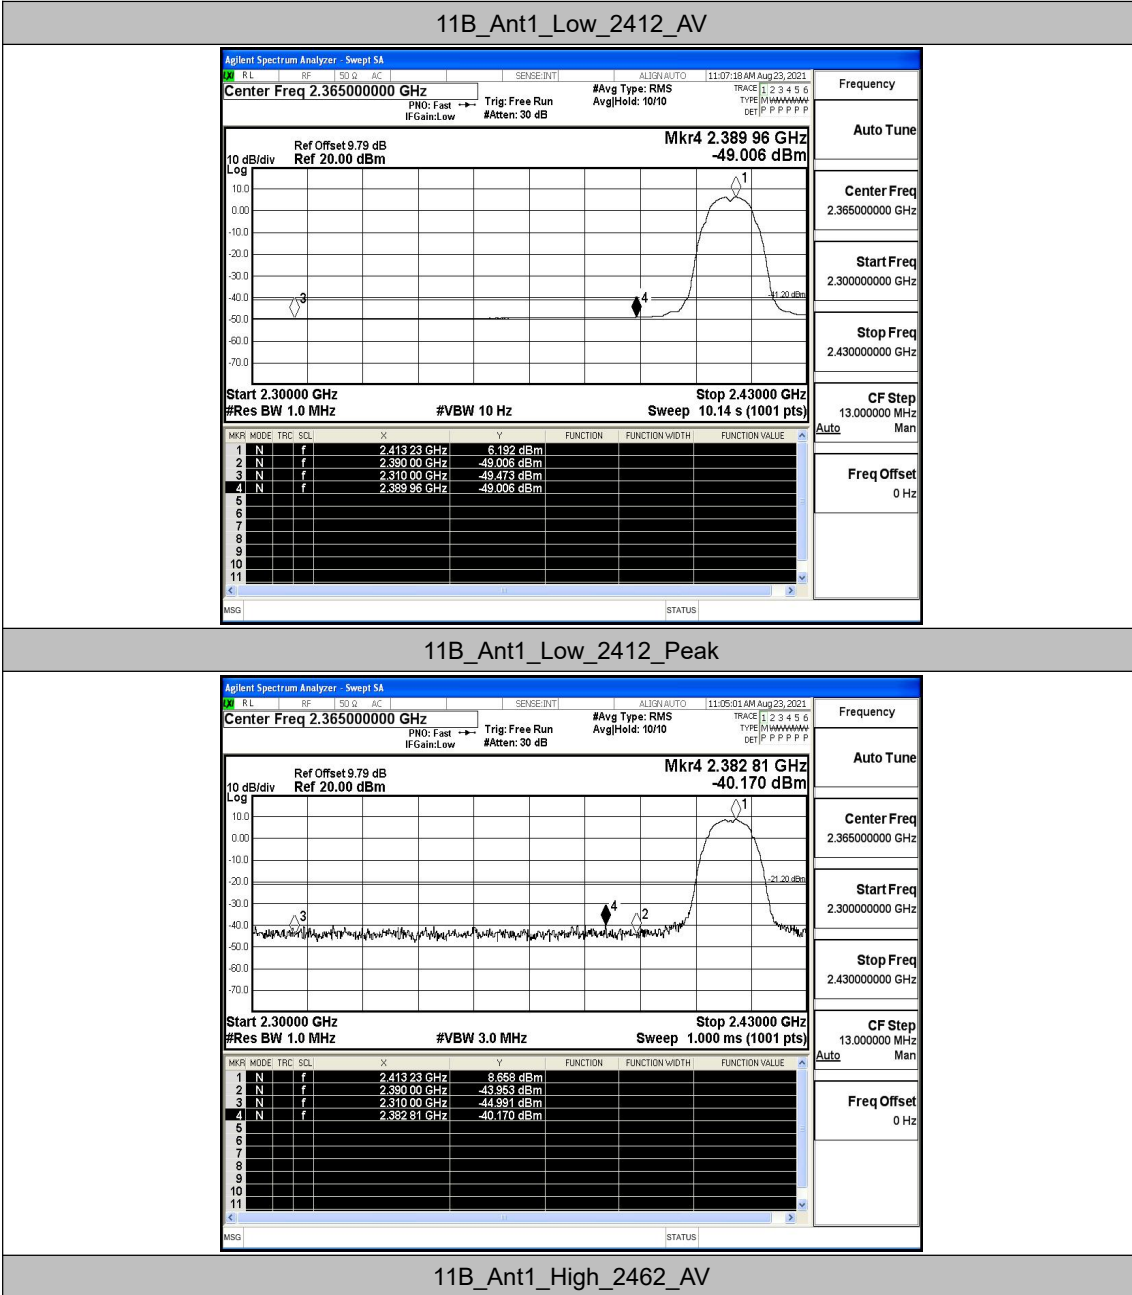 11B_Ant1_Low_2412_AV
Agilent Spectrum Analyzer - Swept SA
LXI RL RF 50 Ω AC SENSE:INT ALIGN AUTO 11:07:18 AM Aug 23, 2021
Center Freq 2.365000000 GHz
PNO: Fast
IFGain:Low
Trig: Free Run
#Atten: 30 dB
#Avg Type: RMS
Avg|Hold: 10/10
TRACE 1 2 3 4 5 6
TYPE M W W W W W
DET P P P P P P
Ref Offset 9.79 dB
10 dB/div Ref 20.00 dBm
Mkr4 2.389 96 GHz
-49.006 dBm
Log
10.0
0.00
-10.0
-20.0
-30.0
-40.0
-50.0
-60.0
-70.0
1
3
4
-41.20 dBm
Start 2.30000 GHz Stop 2.43000 GHz
#Res BW 1.0 MHz #VBW 10 Hz Sweep 10.14 s (1001 pts)
MKR MODE TRC SCL X Y FUNCTION FUNCTION WIDTH FUNCTION VALUE
1 N f 2.413 23 GHz 6.192 dBm
2 N f 2.390 00 GHz -49.006 dBm
3 N f 2.310 00 GHz -49.473 dBm
4 N f 2.389 96 GHz -49.006 dBm
5
6
7
8
9
10
11
MSG STATUS
Frequency
Auto Tune
Center Freq
2.365000000 GHz
Start Freq
2.300000000 GHz
Stop Freq
2.430000000 GHz
CF Step
13.000000 MHz
Auto Man
Freq Offset
0 Hz
11B_Ant1_Low_2412_Peak
Agilent Spectrum Analyzer - Swept SA
LXI RL RF 50 Ω AC SENSE:INT ALIGN AUTO 11:05:01 AM Aug 23, 2021
Center Freq 2.365000000 GHz
PNO: Fast
IFGain:Low
Trig: Free Run
#Atten: 30 dB
#Avg Type: RMS
Avg|Hold: 10/10
TRACE 1 2 3 4 5 6
TYPE M W W W W W
DET P P P P P P
Ref Offset 9.79 dB
10 dB/div Ref 20.00 dBm
Mkr4 2.382 81 GHz
-40.170 dBm
Log
10.0
0.00
-10.0
-20.0
-30.0
-40.0
-50.0
-60.0
-70.0
1
3
4
2
-21.20 dBm
Start 2.30000 GHz Stop 2.43000 GHz
#Res BW 1.0 MHz #VBW 3.0 MHz Sweep 1.000 ms (1001 pts)
MKR MODE TRC SCL X Y FUNCTION FUNCTION WIDTH FUNCTION VALUE
1 N f 2.413 23 GHz 8.658 dBm
2 N f 2.390 00 GHz -43.953 dBm
3 N f 2.310 00 GHz -44.991 dBm
4 N f 2.382 81 GHz -40.170 dBm
5
6
7
8
9
10
11
MSG STATUS
Frequency
Auto Tune
Center Freq
2.365000000 GHz
Start Freq
2.300000000 GHz
Stop Freq
2.430000000 GHz
CF Step
13.000000 MHz
Auto Man
Freq Offset
0 Hz
11B_Ant1_High_2462_AV